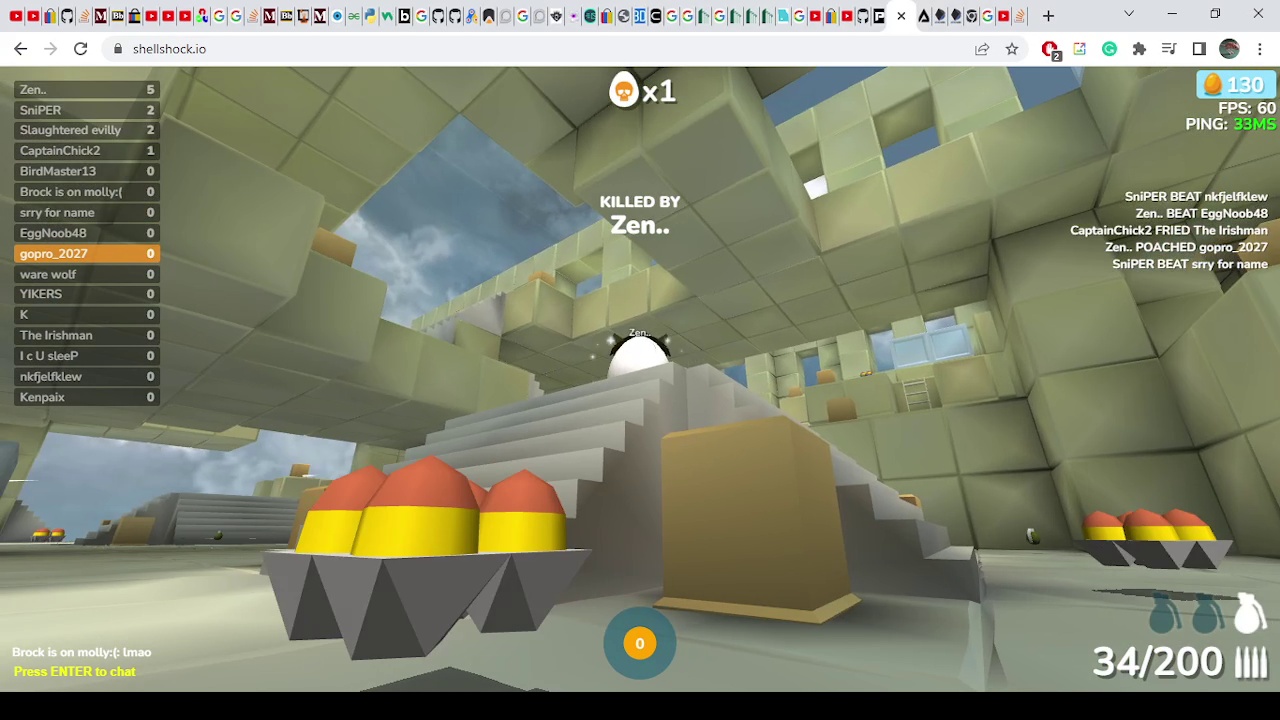 shellshock.io
2
Zen.. 5
SniPER 2
Slaughtered evilly 2
CaptainChick2 1
BirdMaster13 0
Brock is on molly:( 0
srry for name 0
EggNoob48 0
gopro_2027 0
ware wolf 0
YIKERS 0
K 0
The Irishman 0
I c U sleeP 0
nkfjelfklew 0
Kenpaix 0
x1
KILLED BY
Zen..
130
FPS: 60
PING: 33MS
SniPER BEAT nkfjelfklew
Zen.. BEAT EggNoob48
CaptainChick2 FRIED The Irishman
Zen.. POACHED gopro_2027
SniPER BEAT srry for name
Zen..
0
Brock is on molly:(: lmao
Press ENTER to chat
34/200